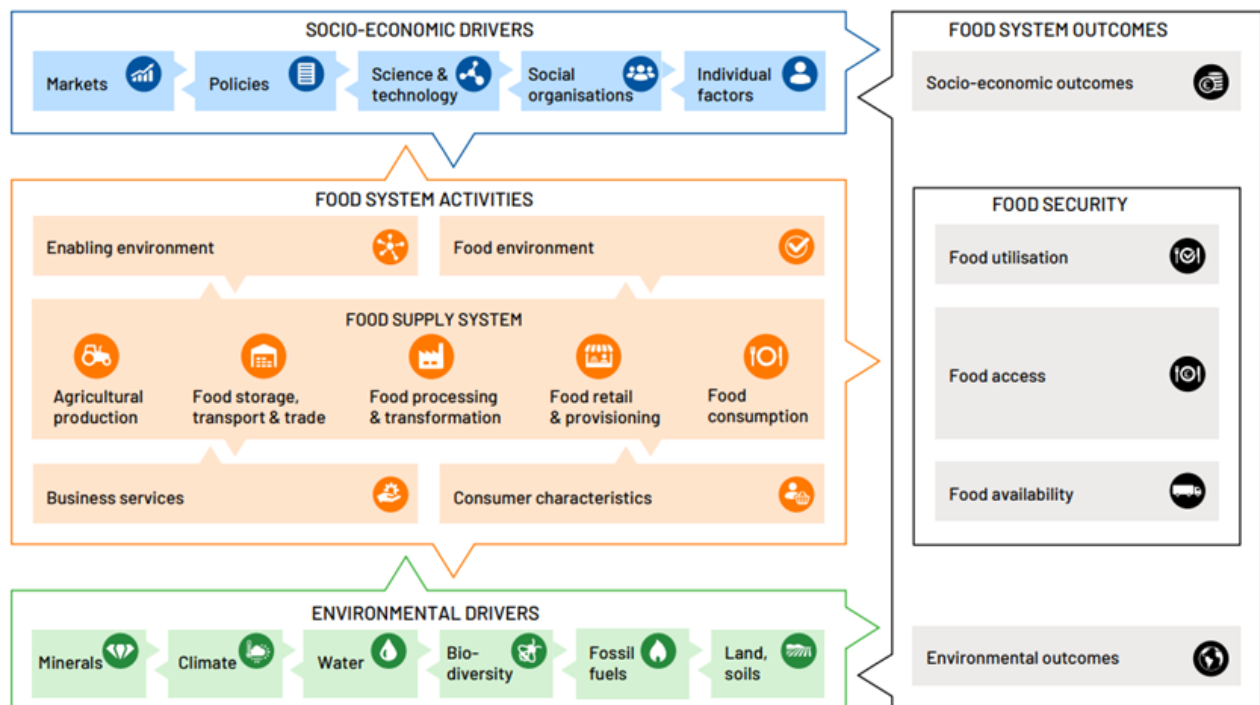 SOCIO-ECONOMIC DRIVERS
Markets
Policies
Science &
technology
Social
organisations
Individual
factors
FOOD SYSTEM ACTIVITIES
Enabling environment
Food environment
FOOD SUPPLY SYSTEM
Agricultural
production
Food storage,
transport & trade
Food processing
& transformation
Food retail
& provisioning
Food
consumption
Business services
Consumer characteristics
ENVIRONMENTAL DRIVERS
Minerals
Climate
Water
Bio-
diversity
Fossil
fuels
Land,
soils
FOOD SYSTEM OUTCOMES
Socio-economic outcomes
FOOD SECURITY
Food utilisation
Food access
Food availability
Environmental outcomes